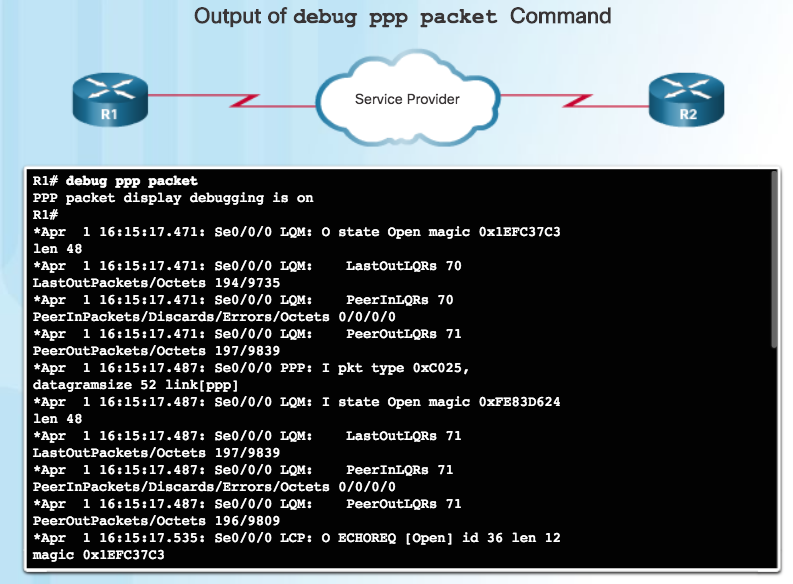 Output of debug ppp packet Command
R1
Service Provider
R2
R1# debug ppp packet
PPP packet display debugging is on
R1#
*Apr  1 16:15:17.471: Se0/0/0 LQM: O state Open magic 0x1EFC37C3
len 48
*Apr  1 16:15:17.471: Se0/0/0 LQM:    LastOutLQRs 70
LastOutPackets/Octets 194/9735
*Apr  1 16:15:17.471: Se0/0/0 LQM:    PeerInLQRs 70
PeerInPackets/Discards/Errors/Octets 0/0/0/0
*Apr  1 16:15:17.471: Se0/0/0 LQM:    PeerOutLQRs 71
PeerOutPackets/Octets 197/9839
*Apr  1 16:15:17.487: Se0/0/0 PPP: I pkt type 0xC025,
datagramsize 52 link[ppp]
*Apr  1 16:15:17.487: Se0/0/0 LQM: I state Open magic 0xFE83D624
len 48
*Apr  1 16:15:17.487: Se0/0/0 LQM:    LastOutLQRs 71
LastOutPackets/Octets 197/9839
*Apr  1 16:15:17.487: Se0/0/0 LQM:    PeerInLQRs 71
PeerInPackets/Discards/Errors/Octets 0/0/0/0
*Apr  1 16:15:17.487: Se0/0/0 LQM:    PeerOutLQRs 71
PeerOutPackets/Octets 196/9809
*Apr  1 16:15:17.535: Se0/0/0 LCP: O ECHOREQ [Open] id 36 len 12
magic 0x1EFC37C3